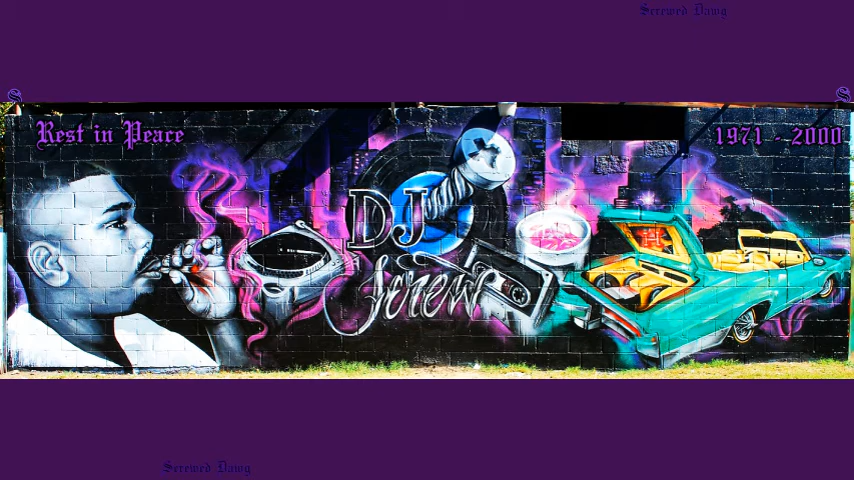 Screwed Dawg
S
S
Rest in Peace
1971 - 2000
DJ
Screw
H
Screwed Dawg